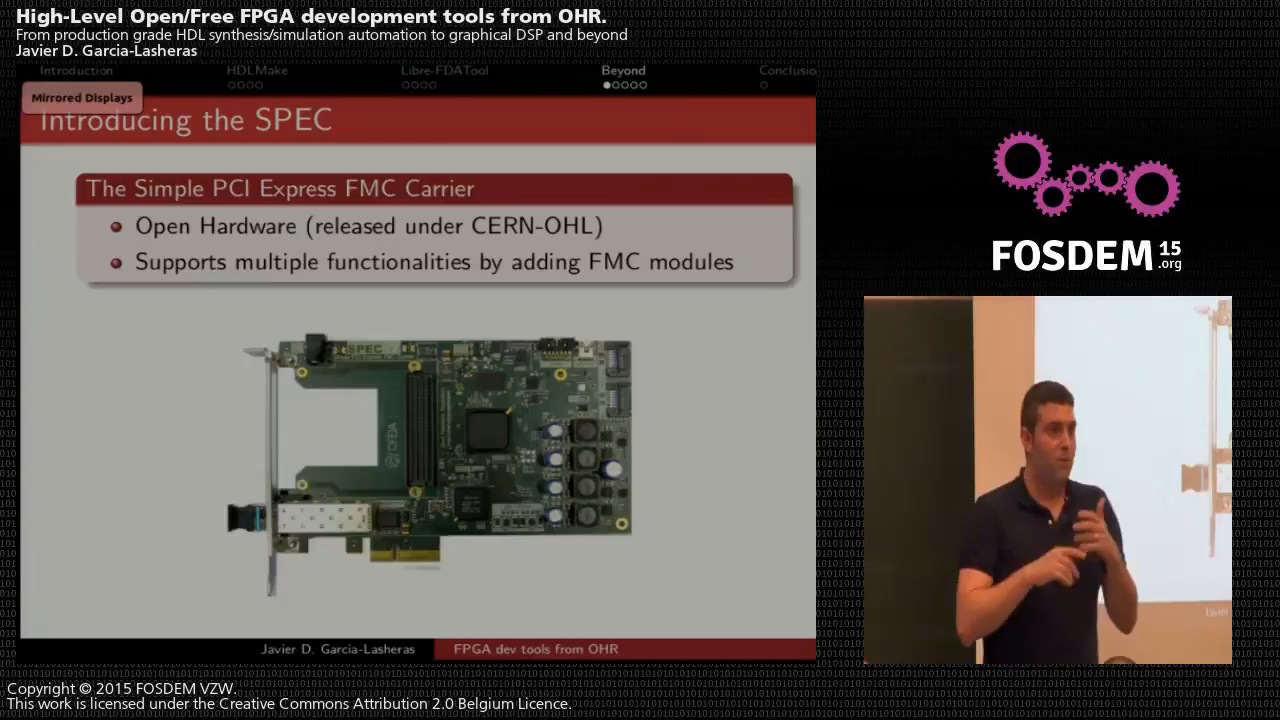 High-Level Open/Free FPGA development tools from OHR.
From production grade HDL synthesis/simulation automation to graphical DSP and beyond
Javier D. Garcia-Lasheras
Introduction HDLMake Libre-FDATool Beyond Conclusio
Mirrored Displays
Introducing the SPEC
The Simple PCI Express FMC Carrier
Open Hardware (released under CERN-OHL)
Supports multiple functionalities by adding FMC modules
SPEC
Javier D. Garcia-Lasheras FPGA dev tools from OHR
FOSDEM 15
.org
Javier
Copyright © 2015 FOSDEM VZW.
This work is licensed under the Creative Commons Attribution 2.0 Belgium Licence.